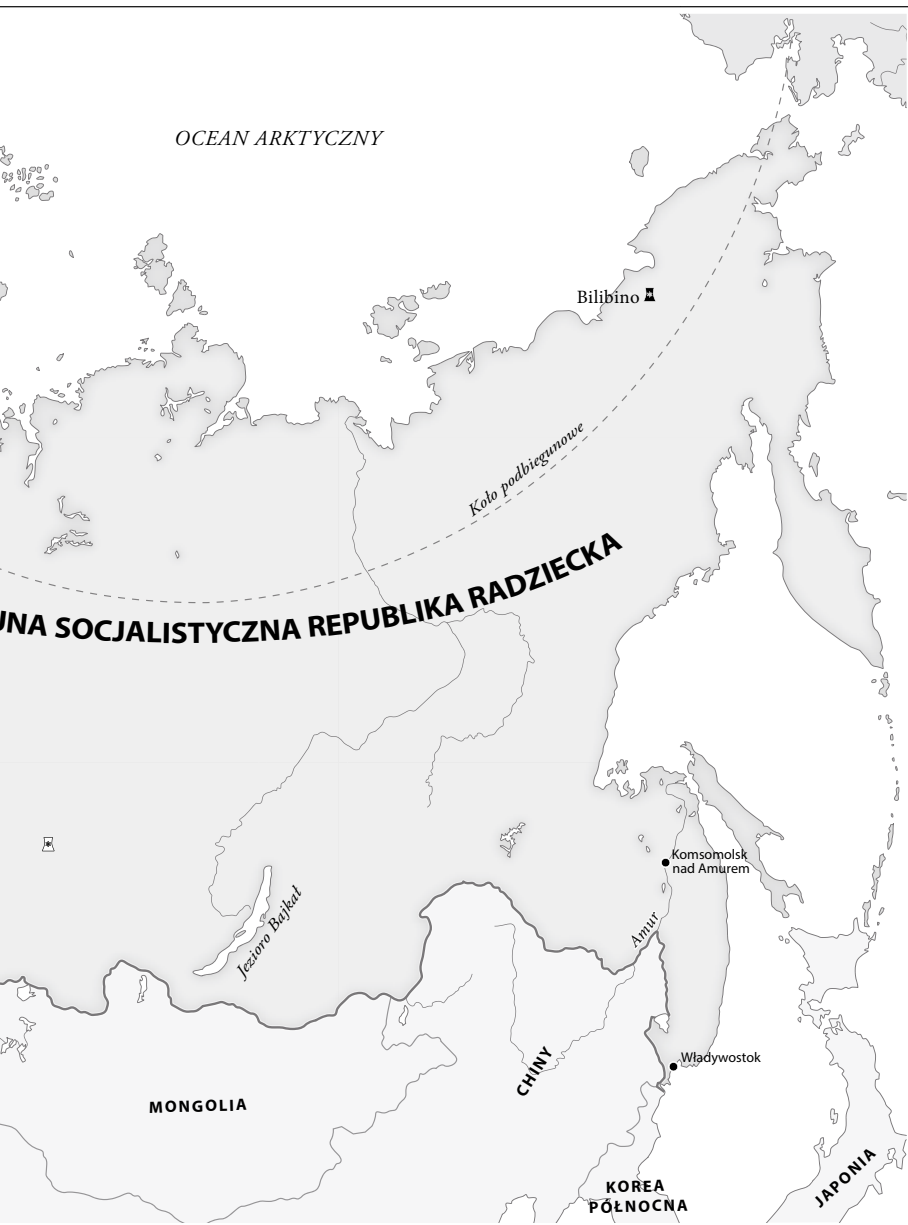 OCEAN ARKTYCZNY
Bilibino
Koło podbiegunowe
UNA SOCJALISTYCZNA REPUBLIKA RADZIECKA
Komsomolsk
nad Amurem
Jezioro Bajkał
Amur
Władywostok
CHINY
MONGOLIA
KOREA
PÓŁNOCNA
JAPONIA